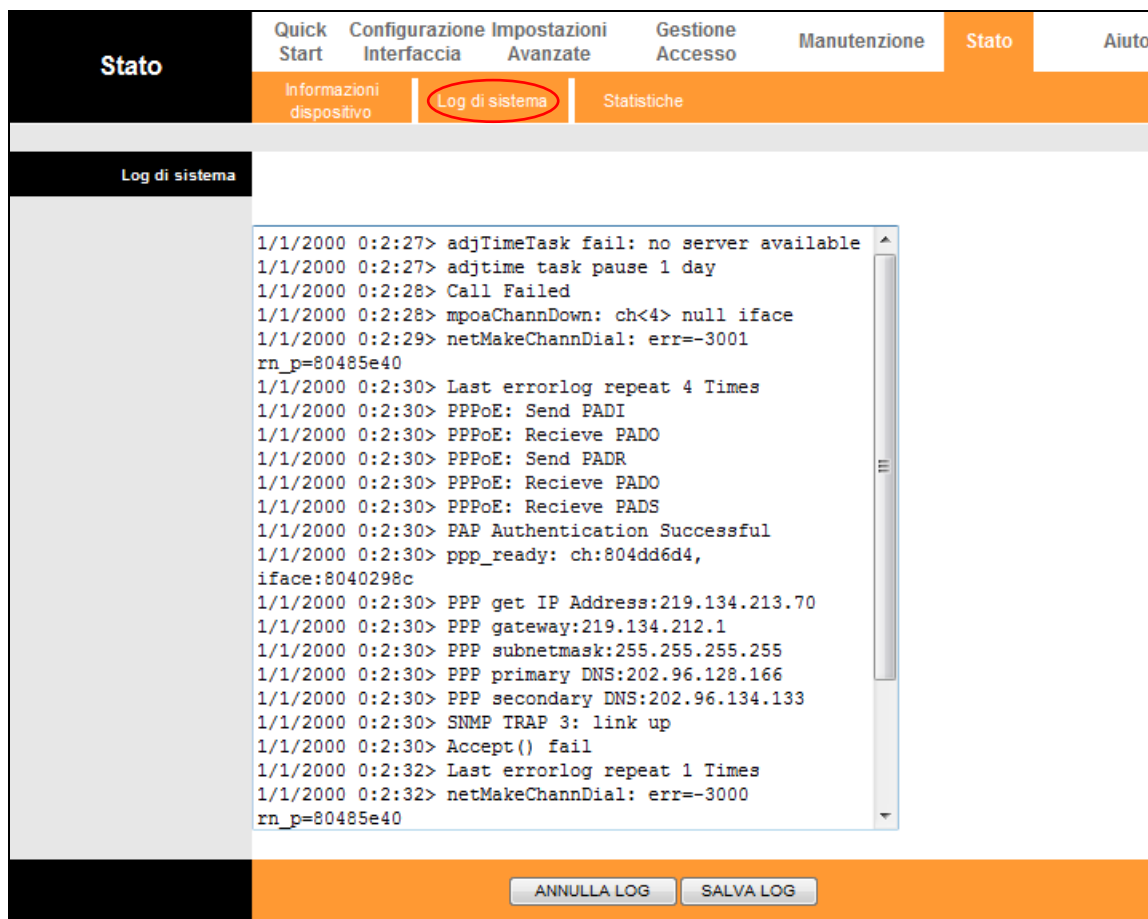 Stato
Quick Start
Configurazione Interfaccia
Impostazioni Avanzate
Gestione Accesso
Manutenzione
Stato
Aiuto
Informazioni dispositivo
Log di sistema
Statistiche
Log di sistema
1/1/2000 0:2:27> adjTimeTask fail: no server available
1/1/2000 0:2:27> adjtime task pause 1 day
1/1/2000 0:2:28> Call Failed
1/1/2000 0:2:28> mpoaChannDown: ch<4> null iface
1/1/2000 0:2:29> netMakeChannDial: err=-3001
rn_p=80485e40
1/1/2000 0:2:30> Last errorlog repeat 4 Times
1/1/2000 0:2:30> PPPoE: Send PADI
1/1/2000 0:2:30> PPPoE: Recieve PADO
1/1/2000 0:2:30> PPPoE: Send PADR
1/1/2000 0:2:30> PPPoE: Recieve PADO
1/1/2000 0:2:30> PPPoE: Recieve PADS
1/1/2000 0:2:30> PAP Authentication Successful
1/1/2000 0:2:30> ppp_ready: ch:804dd6d4,
iface:8040298c
1/1/2000 0:2:30> PPP get IP Address:219.134.213.70
1/1/2000 0:2:30> PPP gateway:219.134.212.1
1/1/2000 0:2:30> PPP subnetmask:255.255.255.255
1/1/2000 0:2:30> PPP primary DNS:202.96.128.166
1/1/2000 0:2:30> PPP secondary DNS:202.96.134.133
1/1/2000 0:2:30> SNMP TRAP 3: link up
1/1/2000 0:2:30> Accept() fail
1/1/2000 0:2:32> Last errorlog repeat 1 Times
1/1/2000 0:2:32> netMakeChannDial: err=-3000
rn_p=80485e40
ANNULLA LOG
SALVA LOG